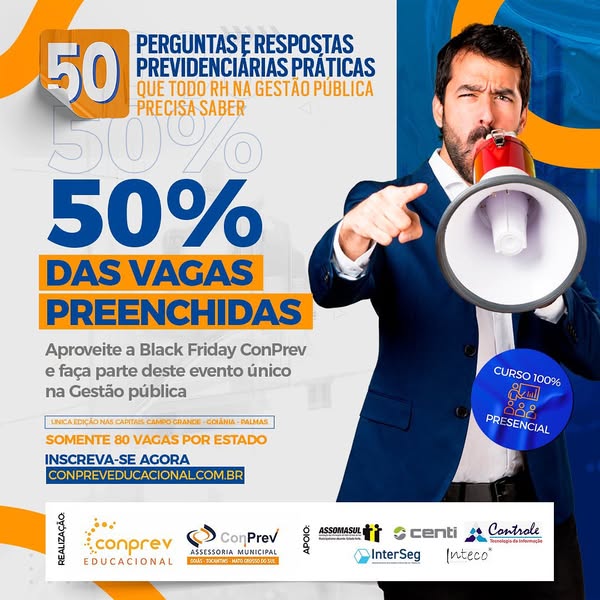 50
PERGUNTAS E RESPOSTAS
PREVIDENCIÁRIAS PRÁTICAS
QUE TODO RH NA GESTÃO PÚBLICA
PRECISA SABER
50%
50%
50%
DAS VAGAS
PREENCHIDAS
Aproveite a Black Friday ConPrev
e faça parte deste evento único
na Gestão pública
UNICA EDIÇÃO NAS CAPITAIS: CAMPO GRANDE - GOIÂNIA - PALMAS
SOMENTE 80 VAGAS POR ESTADO
INSCREVA-SE AGORA
CONPREVEDUCACIONAL.COM.BR
CURSO 100%
PRESENCIAL
REALIZAÇÃO:
conprev
EDUCACIONAL
ConPrev
ASSESSORIA MUNICIPAL
GOIÁS - TOCANTINS - MATO GROSSO DO SUL
APOIO:
ASSOMASUL
centi
Controle
Tecnologia da Informação
InterSeg
Inteco